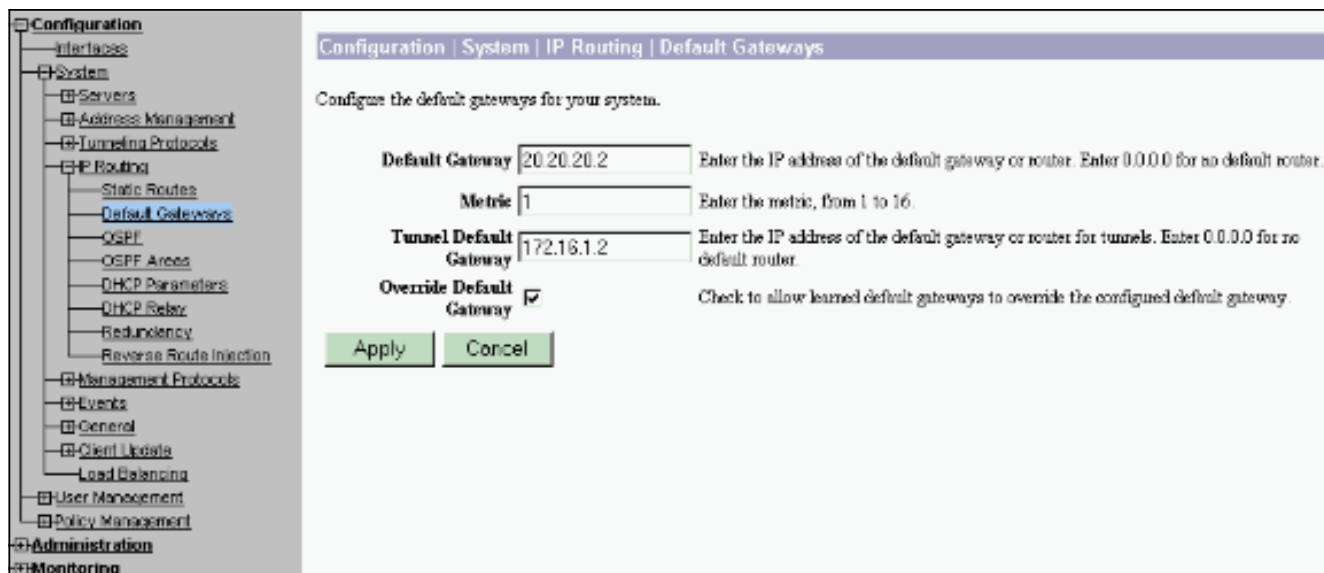 Configuration
Interfaces
System
Servers
Address Management
Tunneling Protocols
IP Routing
Static Routes
Default Gateways
OSPF
OSPF Areas
DHCP Parameters
DHCP Relay
Redundancy
Reverse Route Injection
Management Protocols
Events
General
Client Update
Load Balancing
User Management
Policy Management
Administration
Monitoring
Configuration | System | IP Routing | Default Gateways
Configure the default gateways for your system.
Default Gateway 20.20.20.2 Enter the IP address of the default gateway or router. Enter 0.0.0.0 for no default router.
Metric 1 Enter the metric, from 1 to 16.
Tunnel Default Gateway 172.16.1.2 Enter the IP address of the default gateway or router for tunnels. Enter 0.0.0.0 for no default router.
Override Default Gateway Check to allow learned default gateways to override the configured default gateway.
Apply Cancel